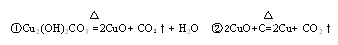 ①Cu₂(OH)₂CO₃ ≜ 2CuO+ CO₂ ↑ + H₂O ②2CuO+C≜2Cu+ CO₂ ↑